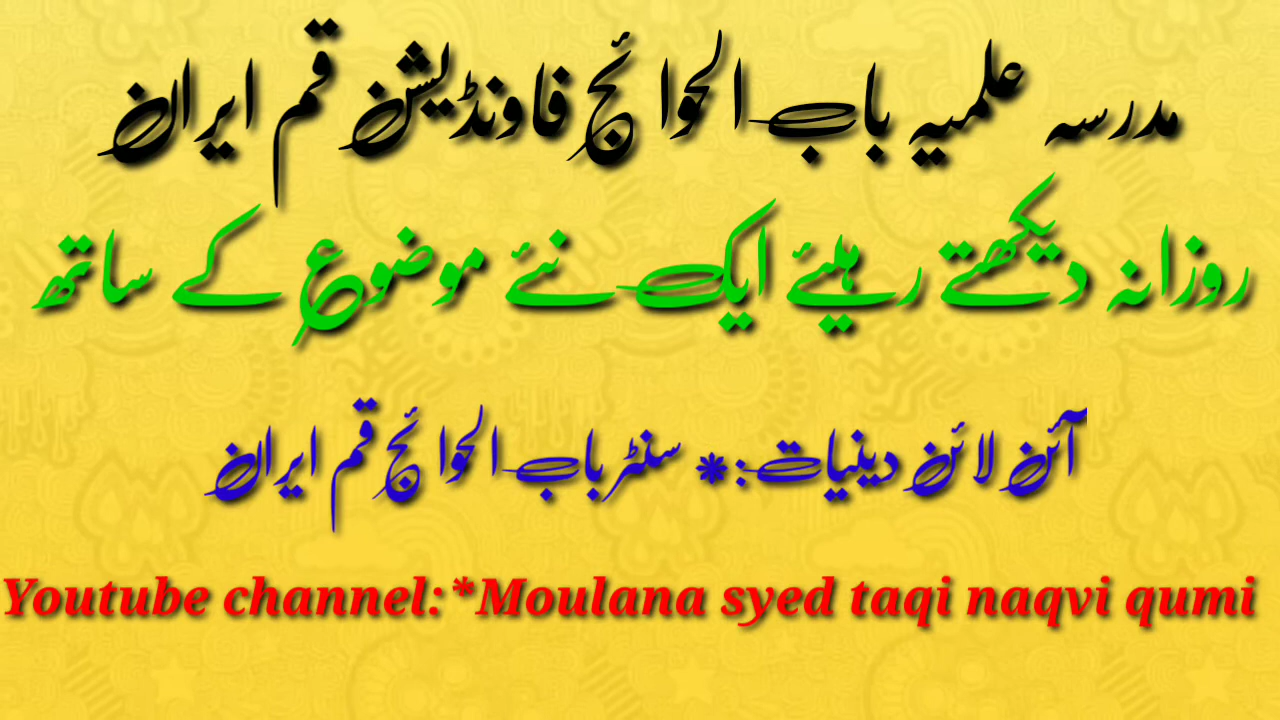 مدرسہ علمیہ باب الحوائج فاونڈیشن قم ایران
روزانہ دیکھتے رہیئے ایک نئے موضوع کے ساتھ
آئن لائن دینیات:* سنٹر باب الحوائج قم ایران
Youtube channel:*Moulana syed taqi naqvi qumi